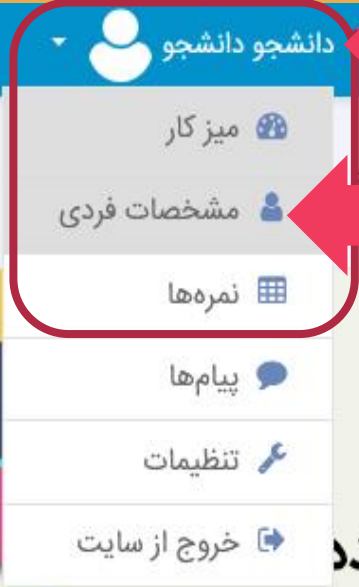 دانشجو دانشجو
میز کار
مشخصات فردی
نمره‌ها
پیام‌ها
تنظیمات
خروج از سایت